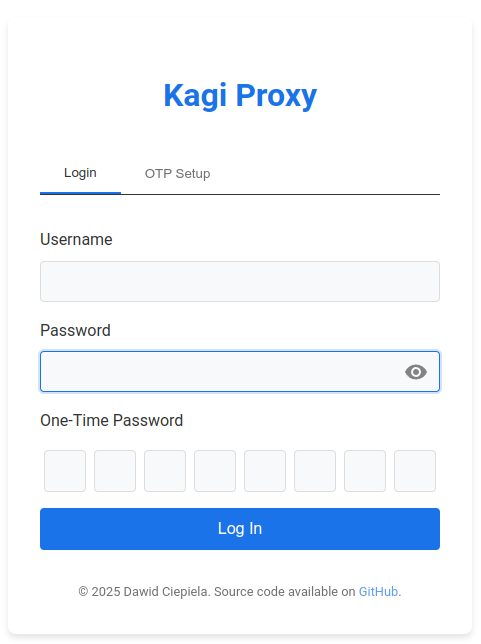 Kagi Proxy
Login OTP Setup
Username
Password
One-Time Password
Log In
© 2025 Dawid Ciepiela. Source code available on GitHub.